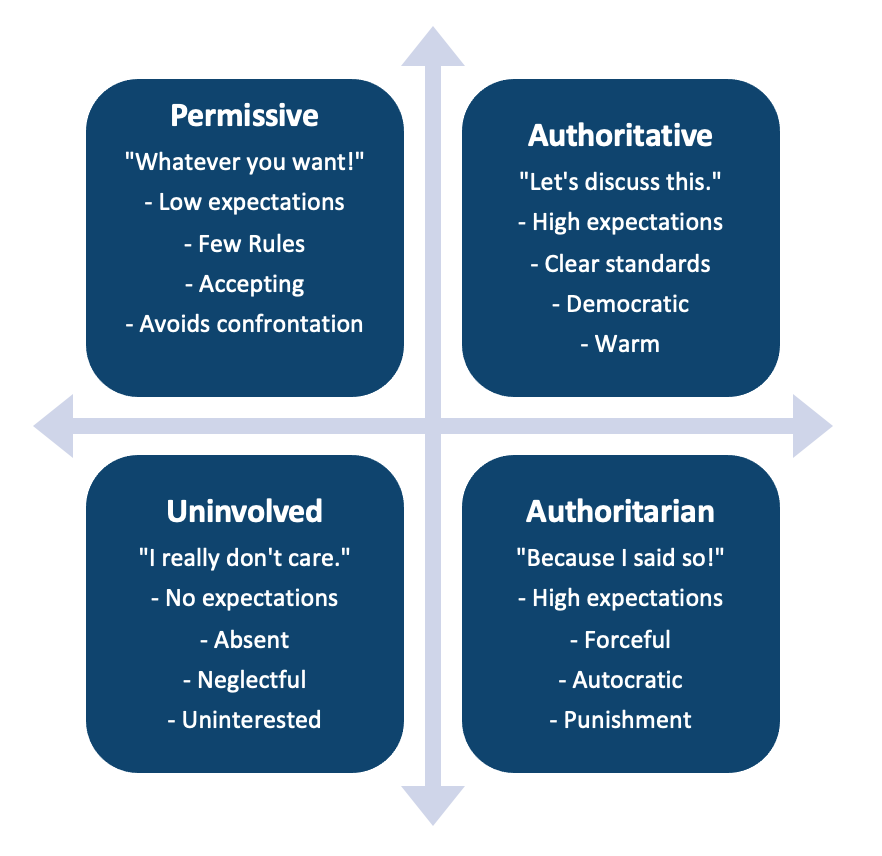 Permissive
"Whatever you want!"
- Low expectations
- Few Rules
- Accepting
- Avoids confrontation
Authoritative
"Let's discuss this."
- High expectations
- Clear standards
- Democratic
- Warm
Uninvolved
"I really don't care."
- No expectations
- Absent
- Neglectful
- Uninterested
Authoritarian
"Because I said so!"
- High expectations
- Forceful
- Autocratic
- Punishment